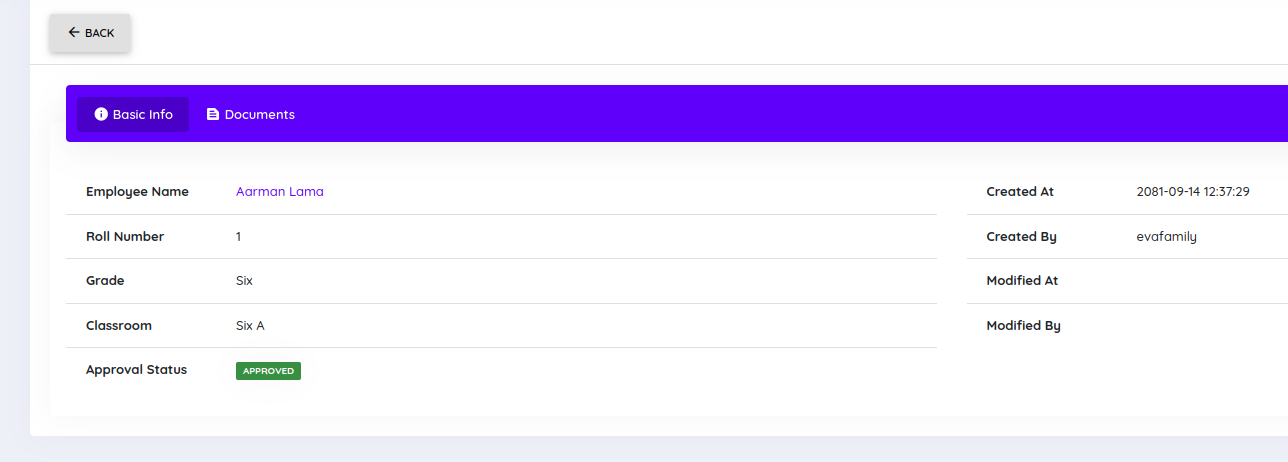 BACK
Basic Info Documents
Employee Name Aarman Lama
Roll Number 1
Grade Six
Classroom Six A
Approval Status APPROVED
Created At 2081-09-14 12:37:29
Created By evafamily
Modified At
Modified By